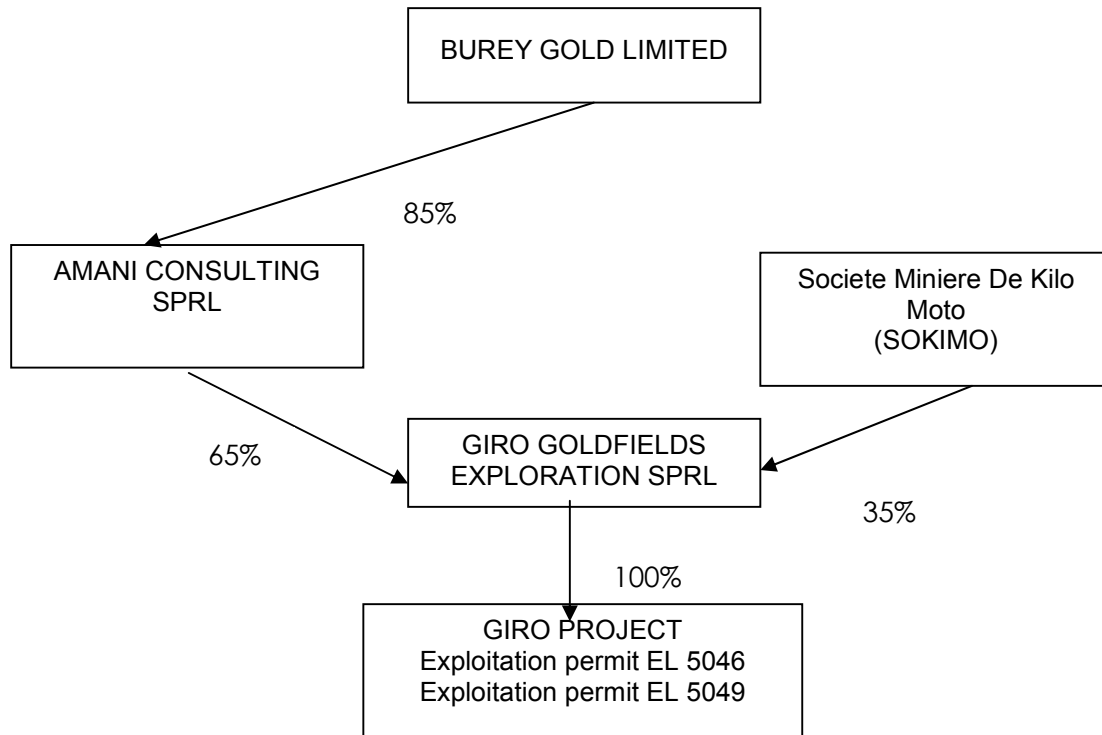 BUREY GOLD LIMITED
85%
AMANI CONSULTING
SPRL
Societe Miniere De Kilo
Moto
(SOKIMO)
65%
GIRO GOLDFIELDS
EXPLORATION SPRL
35%
100%
GIRO PROJECT
Exploitation permit EL 5046
Exploitation permit EL 5049